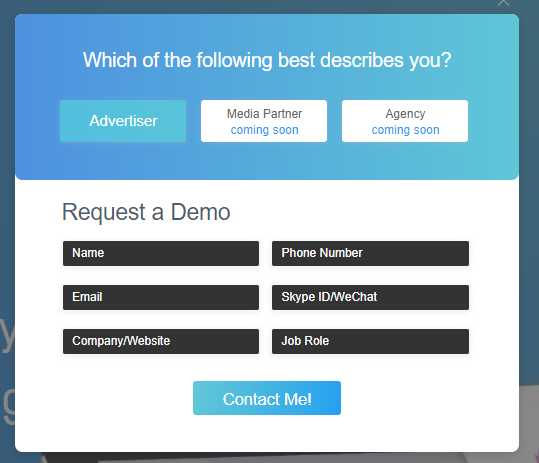 Which of the following best describes you?
Advertiser
Media Partner
coming soon
Agency
coming soon
Request a Demo
Name
Phone Number
Email
Skype ID/WeChat
Company/Website
Job Role
Contact Me!
y
g